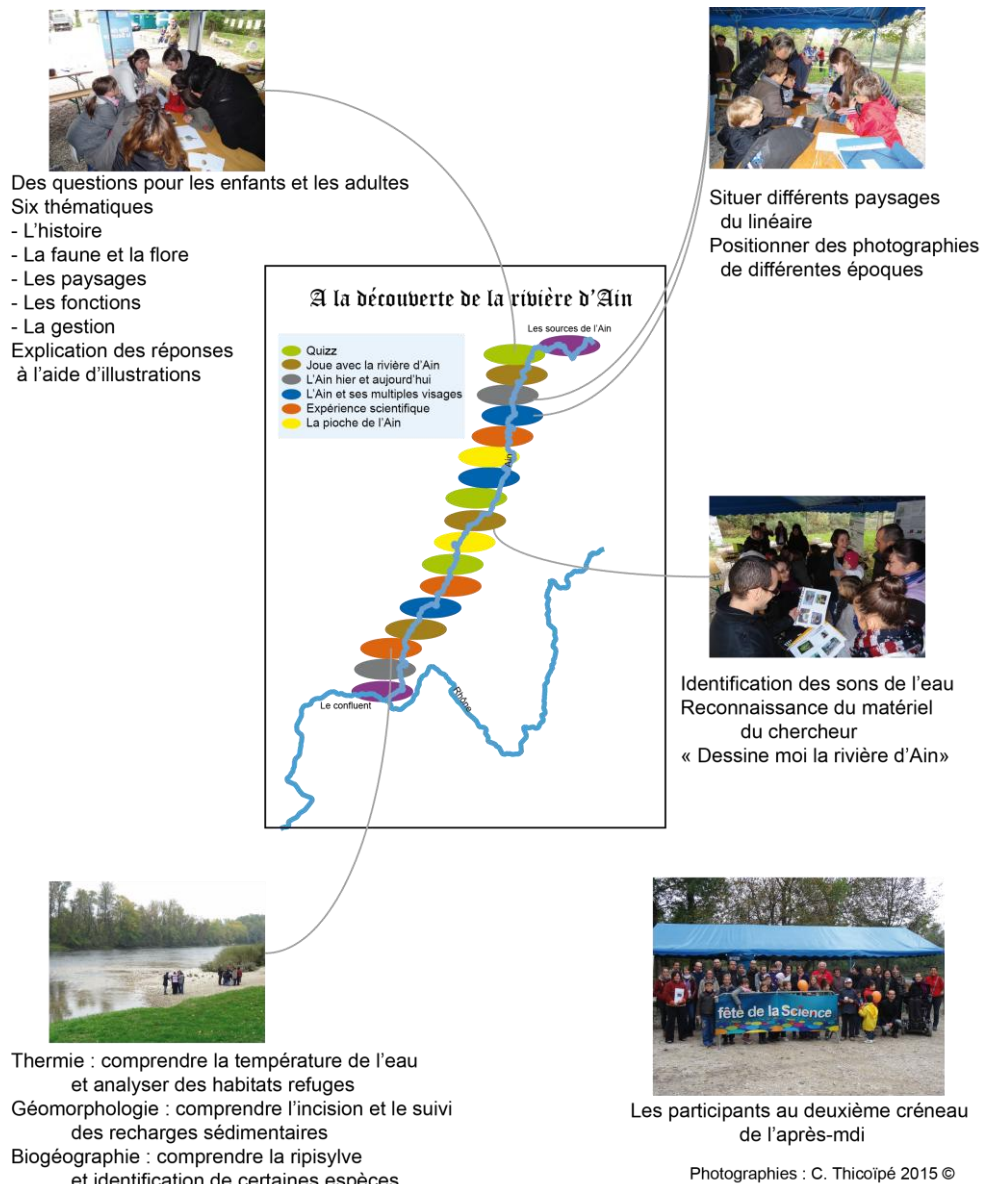 Des questions pour les enfants et les adultes
Six thématiques
- L'histoire
- La faune et la flore
- Les paysages
- Les fonctions
- La gestion
Explication des réponses
à l'aide d'illustrations
Situer différents paysages
du linéaire
Positionner des photographies
de différentes époques
A la découverte de la rivière d'Ain
Les sources de l'Ain
Quizz
Joue avec la rivière d'Ain
L'Ain hier et aujourd'hui
L'Ain et ses multiples visages
Expérience scientifique
La pioche de l'Ain
Ain
Le confluent
Rhône
Identification des sons de l'eau
Reconnaissance du matériel
du chercheur
« Dessine moi la rivière d'Ain»
Thermie : comprendre la température de l'eau
et analyser des habitats refuges
Géomorphologie : comprendre l'incision et le suivi
des recharges sédimentaires
Biogéographie : comprendre la ripisylve
et identification de certaines espèces
fête de la Science
Les participants au deuxième créneau
de l'après-mdi
Photographies : C. Thicoïpé 2015 ©